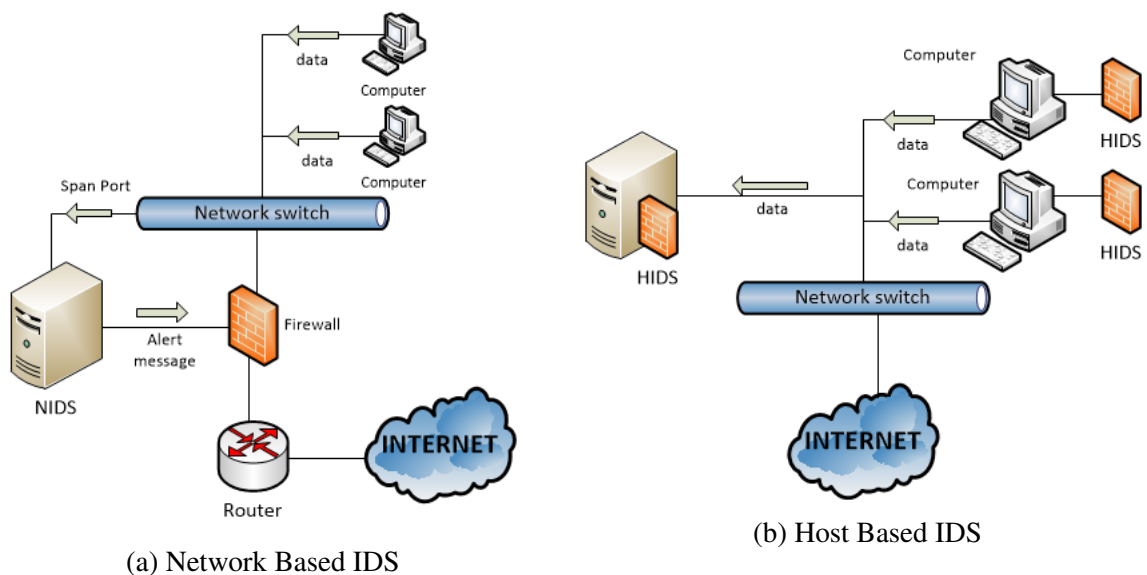 data
Computer
data
Computer
Span Port
Network switch
Firewall
Alert
message
NIDS
INTERNET
Router
(a) Network Based IDS
Computer
HIDS
data
Computer
data
HIDS
data
HIDS
Network switch
INTERNET
(b) Host Based IDS